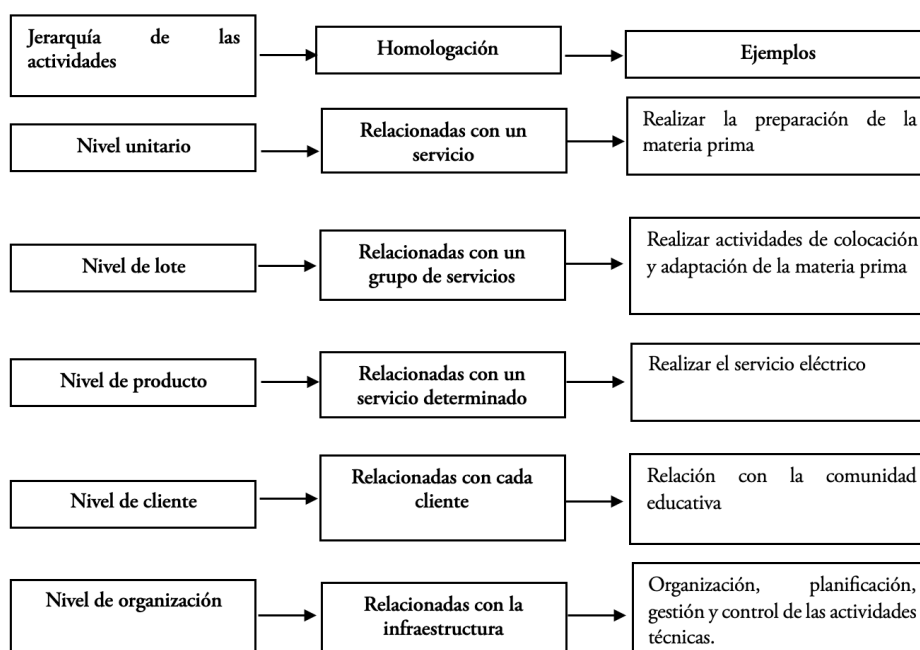 Jerarquía de las
actividades
Homologación
Ejemplos
Nivel unitario
Relacionadas con un
servicio
Realizar la preparación de la
materia prima
Nivel de lote
Relacionadas con un
grupo de servicios
Realizar actividades de colocación
y adaptación de la materia prima
Nivel de producto
Relacionadas con un
servicio determinado
Realizar el servicio eléctrico
Nivel de cliente
Relacionadas con cada
cliente
Relación con la comunidad
educativa
Nivel de organización
Relacionadas con la
infraestructura
Organización, planificación,
gestión y control de las actividades
técnicas.